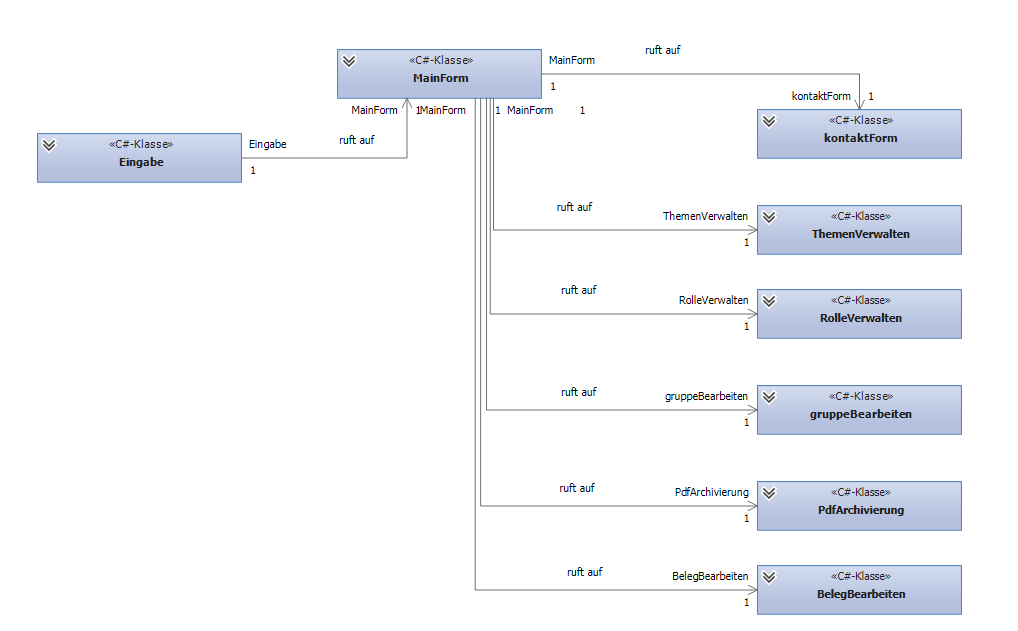 ruft auf
«C#-Klasse»
MainForm
MainForm
1
MainForm
1MainForm
1
MainForm
1
kontaktForm
1
«C#-Klasse»
kontaktForm
«C#-Klasse»
Eingabe
Eingabe
1
ruft auf
ruft auf
ThemenVerwalten
1
«C#-Klasse»
ThemenVerwalten
ruft auf
RolleVerwalten
1
«C#-Klasse»
RolleVerwalten
ruft auf
gruppeBearbeiten
1
«C#-Klasse»
gruppeBearbeiten
ruft auf
PdfArchivierung
1
«C#-Klasse»
PdfArchivierung
ruft auf
BelegBearbeiten
1
«C#-Klasse»
BelegBearbeiten